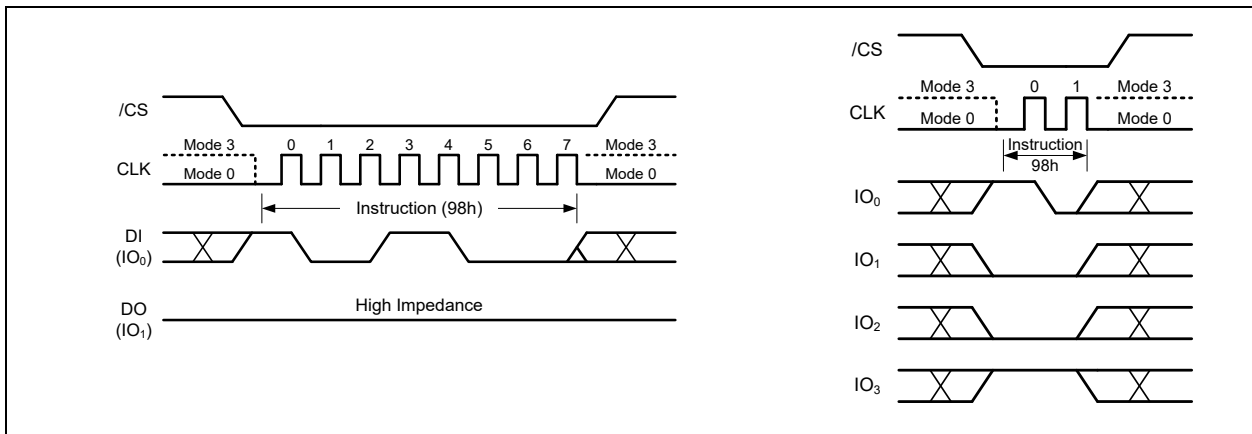 /CS
Mode 3 0 1 2 3 4 5 6 7 Mode 3
CLK
Mode 0 Mode 0
Instruction (98h)
DI
(IO0)
High Impedance
DO
(IO1)
/CS
Mode 3 0 1 Mode 3
CLK
Mode 0 Mode 0
Instruction
98h
IO0
IO1
IO2
IO3